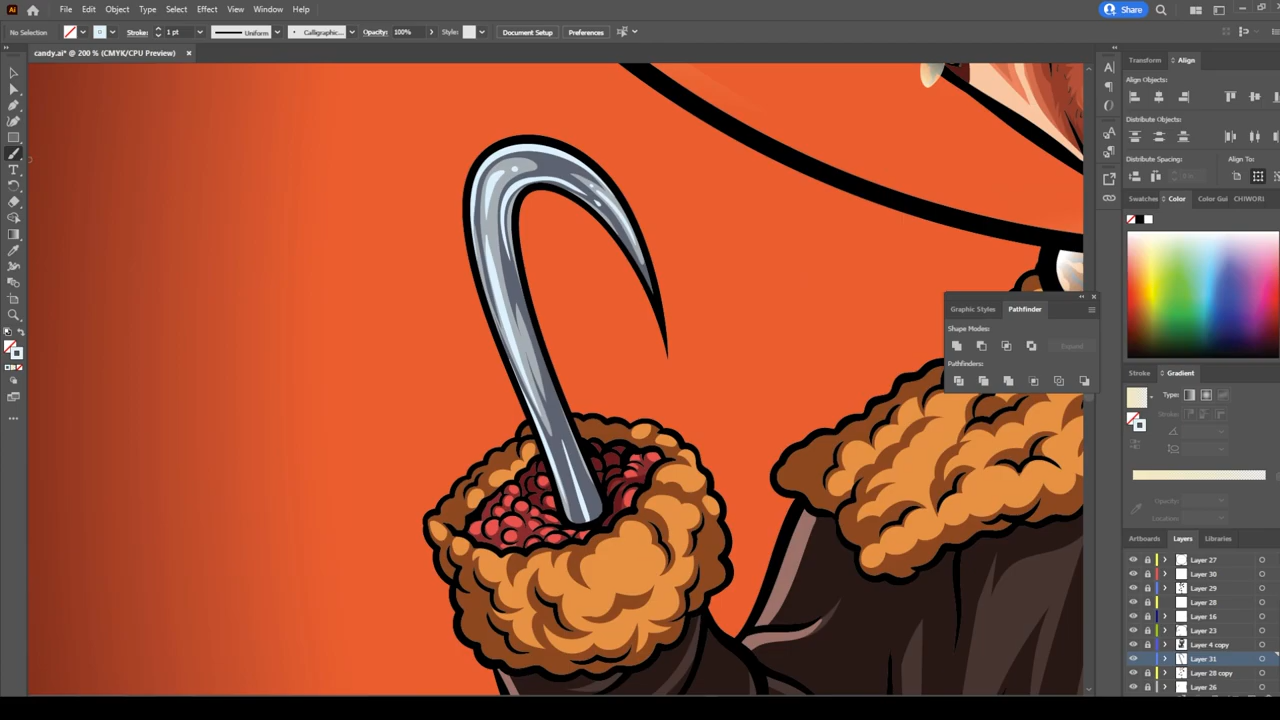 Ai File Edit Object Type Select Effect View Window Help Share
No Selection Stroke: 1 pt Uniform Calligraphic... Opacity: 100% Style: Document Setup Preferences
candy.ai* @ 200 % (CMYK/CPU Preview) ×
Transform Align
Align Objects:
Distribute Objects:
Distribute Spacing: Align To:
Swatches Color Color Gui CHIWORI
Graphic Styles Pathfinder
Shape Modes:
Expand
Pathfinders:
Stroke Gradient
Type:
Stroke:
Opacity:
Location:
Artboards Layers Libraries
Layer 27
Layer 30
Layer 29
Layer 28
Layer 16
Layer 23
Layer 4 copy
Layer 31
Layer 28 copy
Layer 26